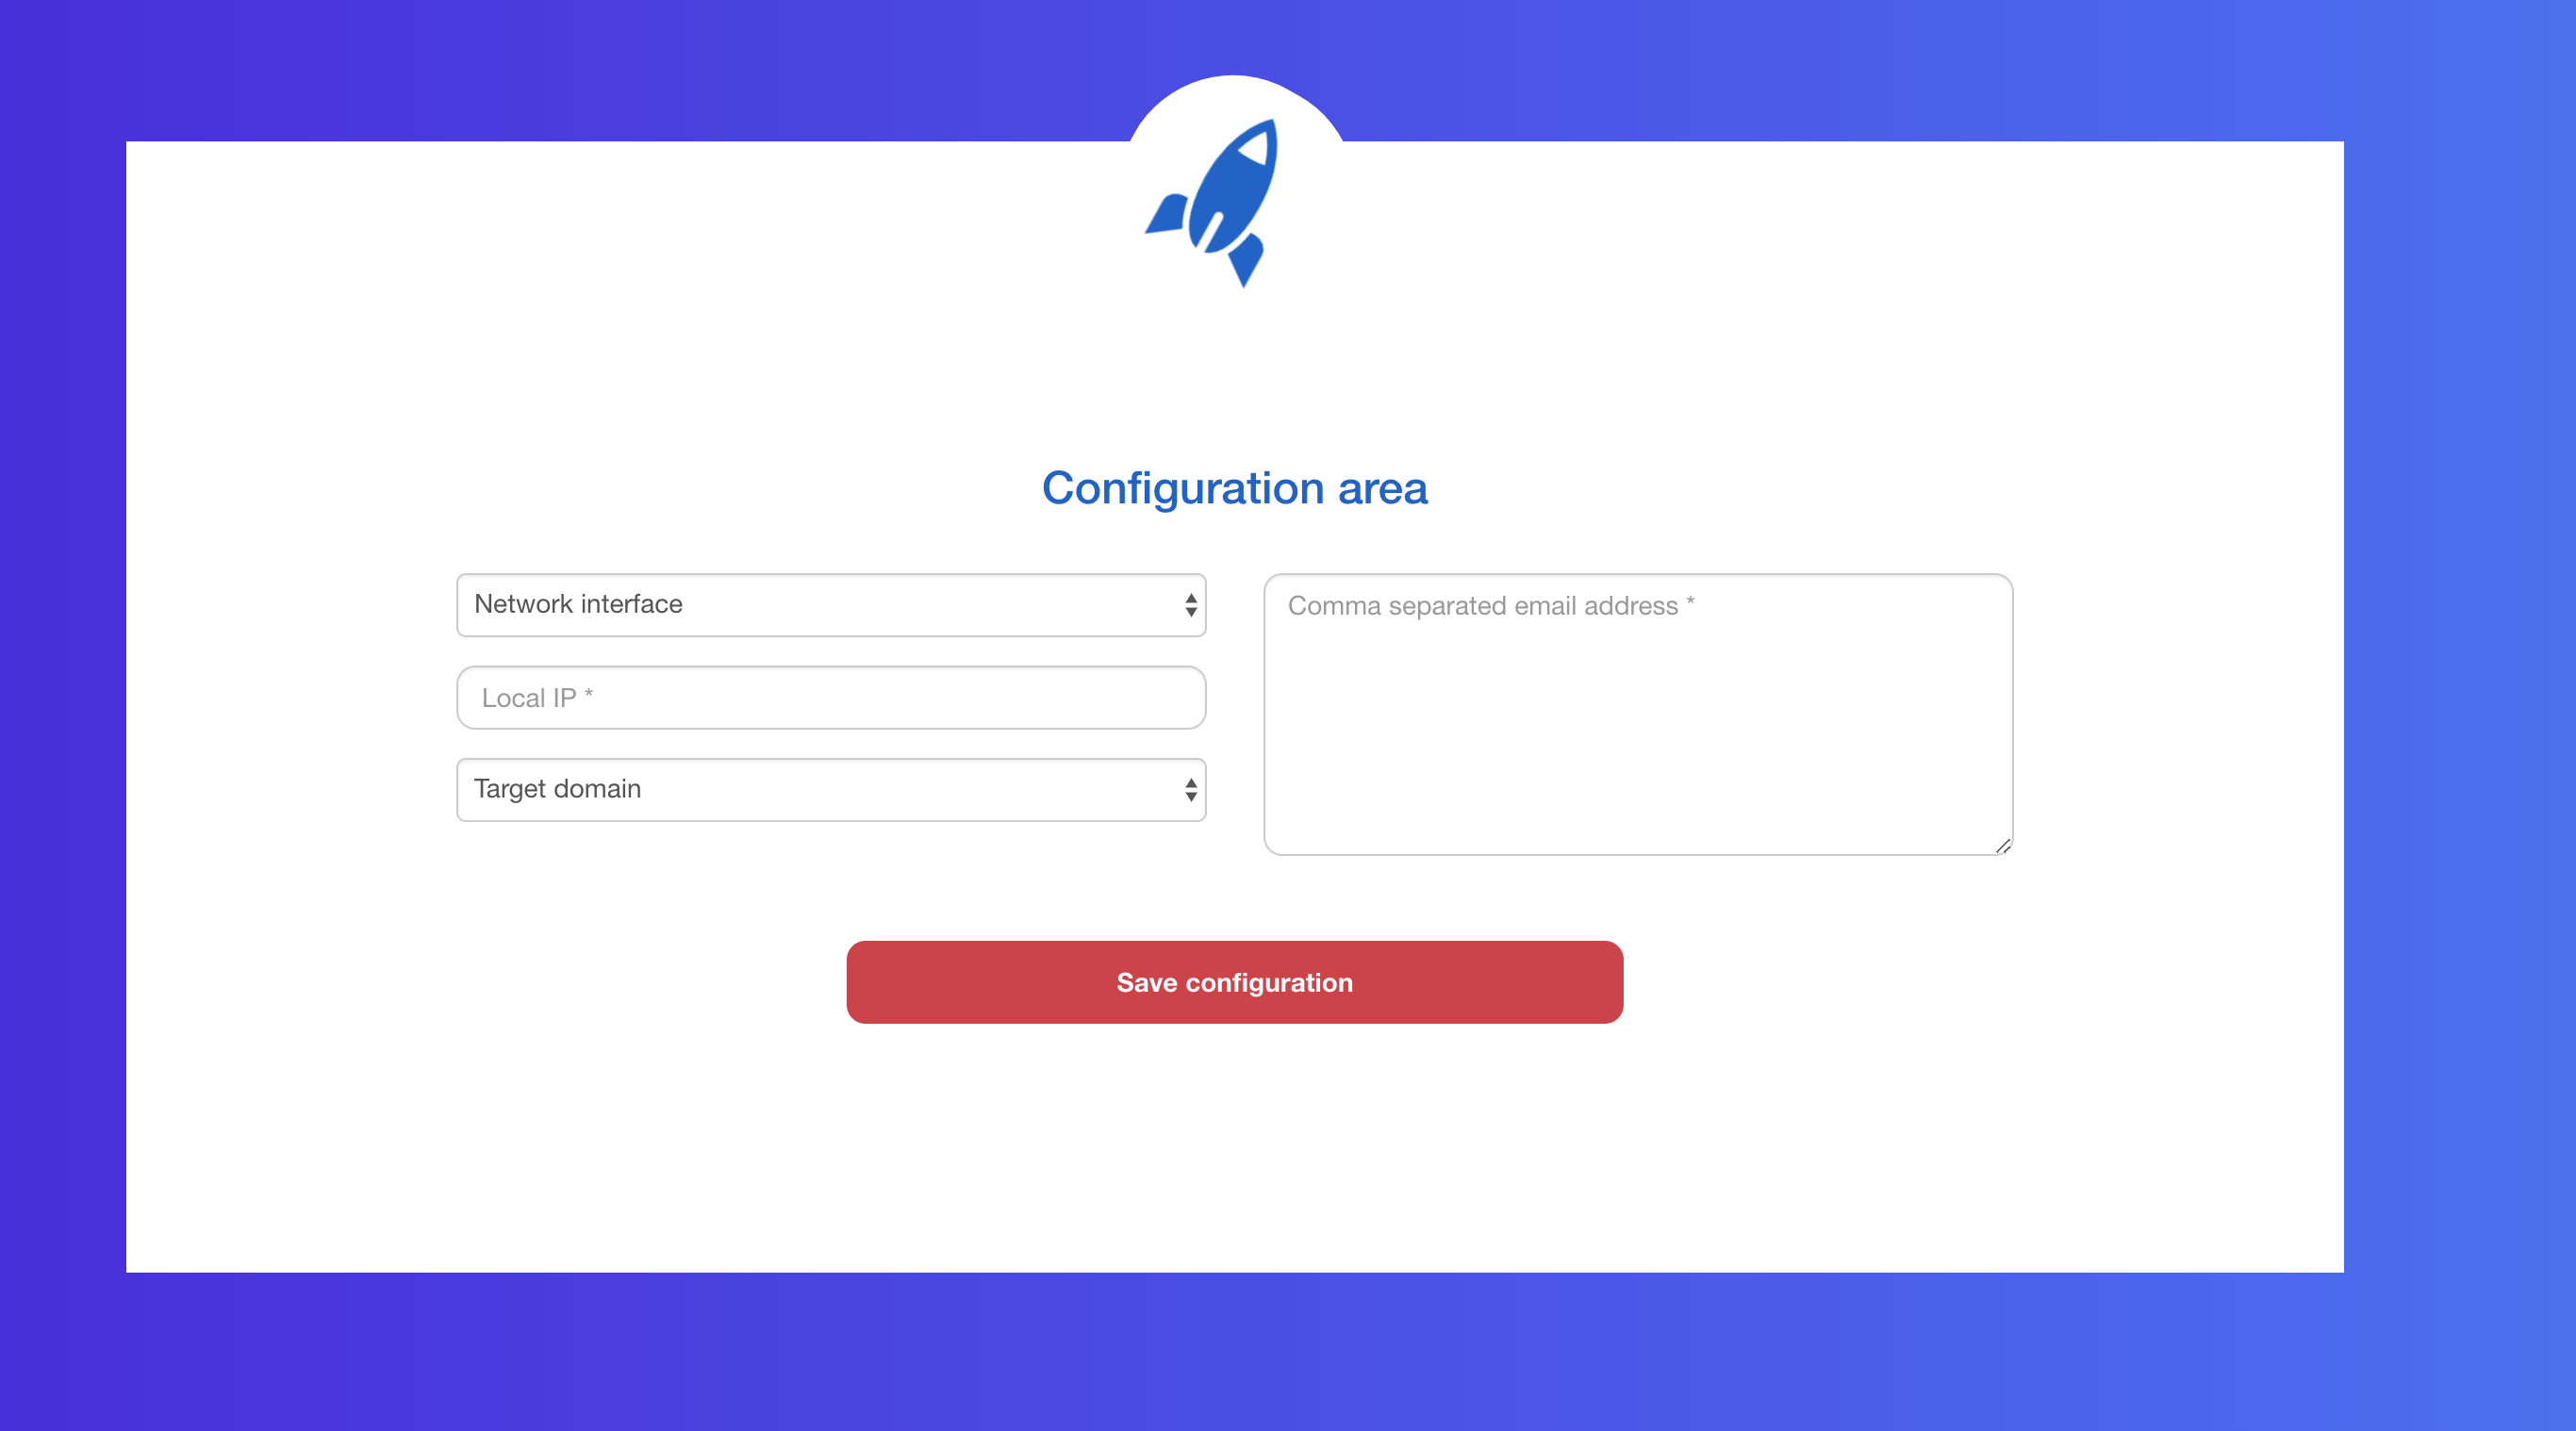 Configuration area
Network interface
Local IP *
Target domain
Comma separated email address *
Save configuration